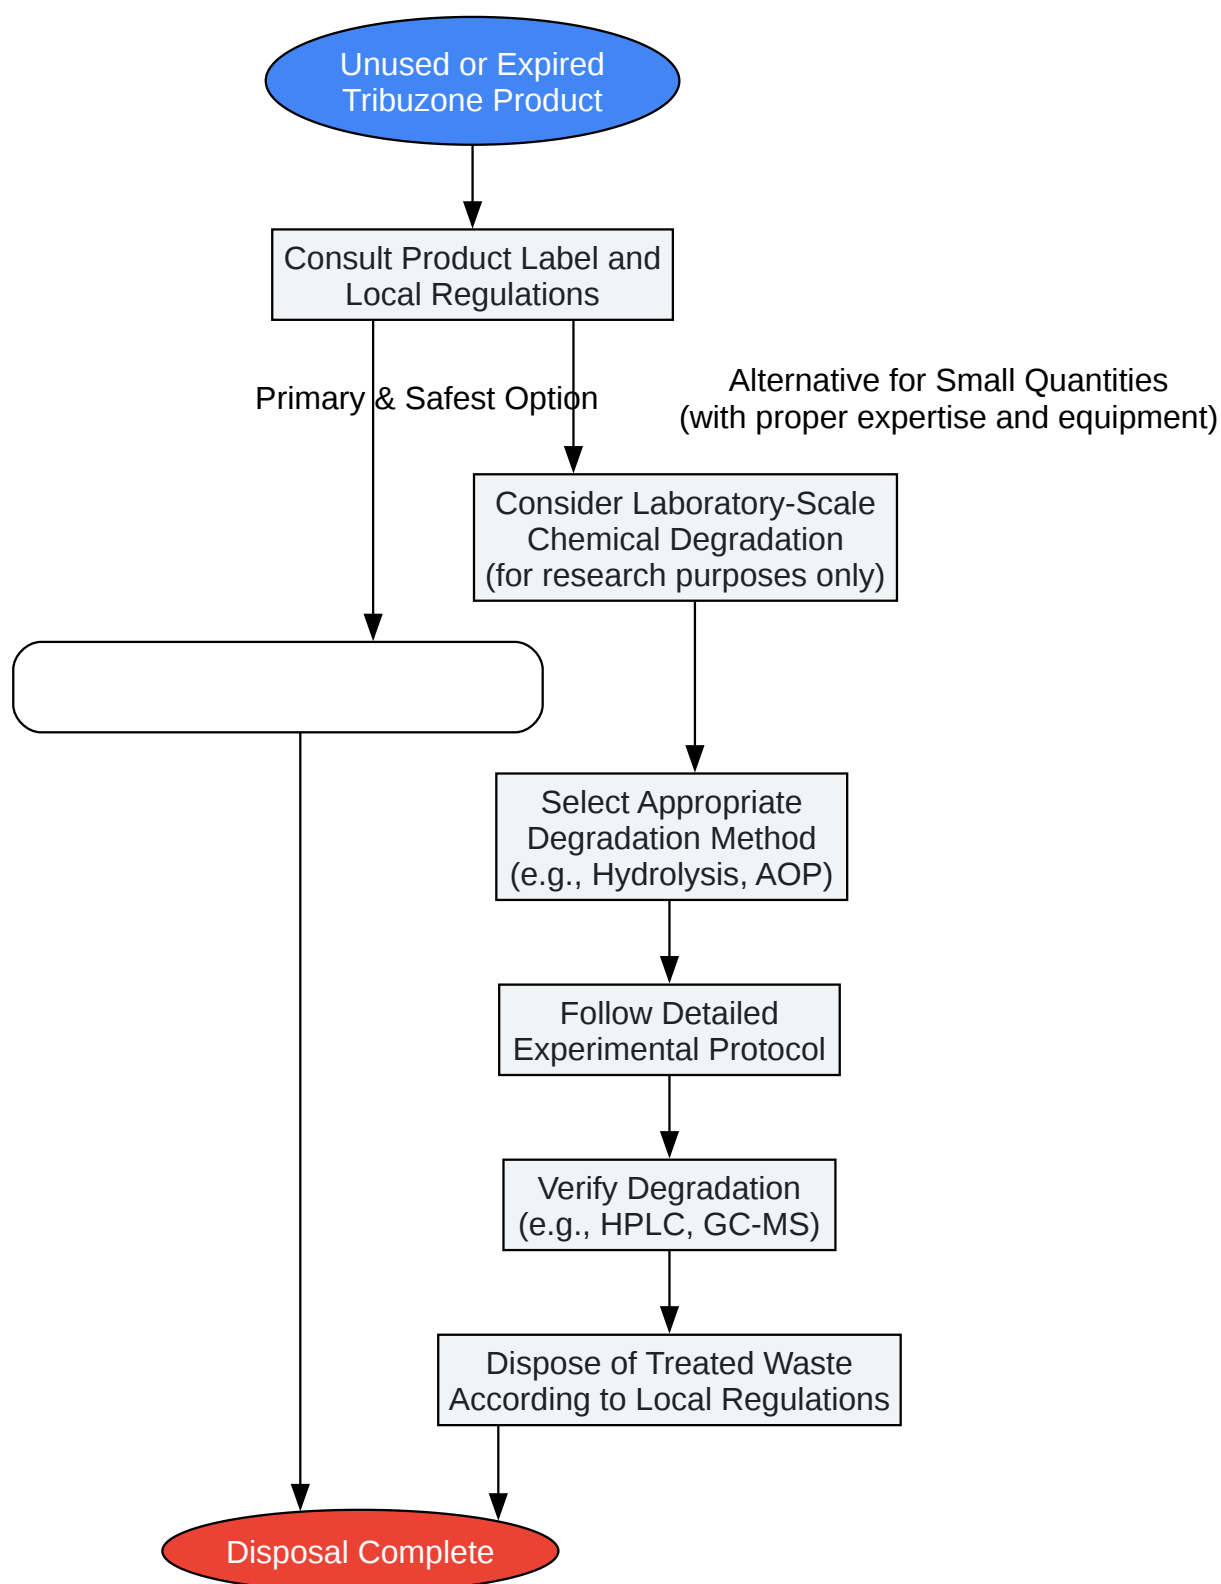 Unused or Expired
Tribuzone Product
Consult Product Label and
Local Regulations
Primary & Safest Option
Alternative for Small Quantities
(with proper expertise and equipment)
Consider Laboratory-Scale
Chemical Degradation
(for research purposes only)
Select Appropriate
Degradation Method
(e.g., Hydrolysis, AOP)
Follow Detailed
Experimental Protocol
Verify Degradation
(e.g., HPLC, GC-MS)
Dispose of Treated Waste
According to Local Regulations
Disposal Complete